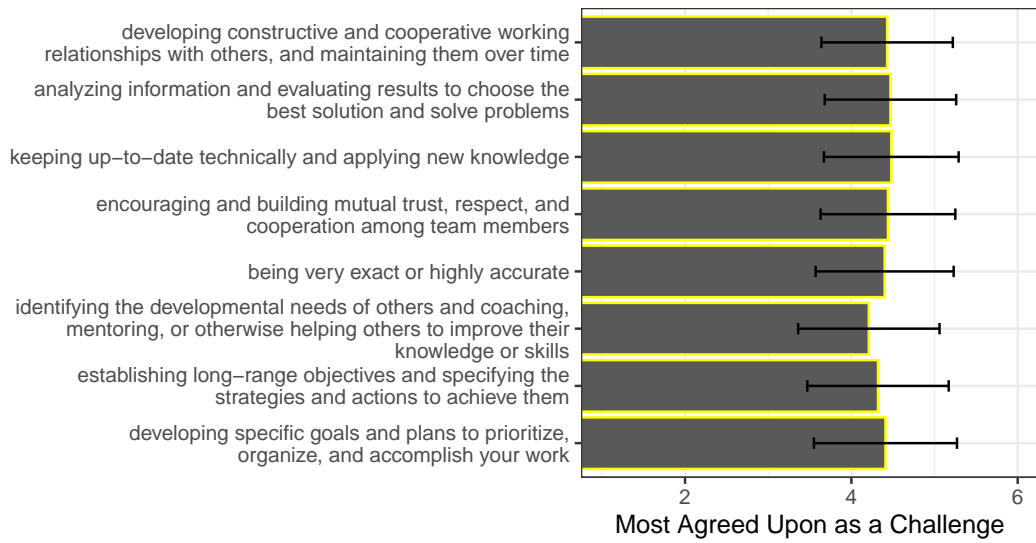 developing constructive and cooperative working
relationships with others, and maintaining them over time
analyzing information and evaluating results to choose the
best solution and solve problems
keeping up−to−date technically and applying new knowledge
encouraging and building mutual trust, respect, and
cooperation among team members
being very exact or highly accurate
identifying the developmental needs of others and coaching,
mentoring, or otherwise helping others to improve their
knowledge or skills
establishing long−range objectives and specifying the
strategies and actions to achieve them
developing specific goals and plans to prioritize,
organize, and accomplish your work
2 4 6
Most Agreed Upon as a Challenge